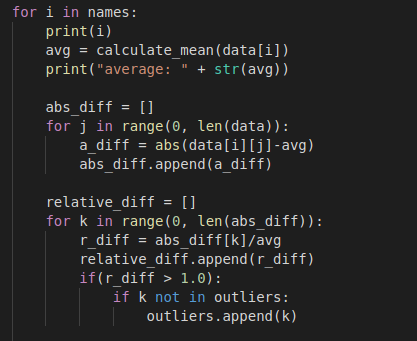 for i in names:
    print(i)
    avg = calculate_mean(data[i])
    print("average: " + str(avg))

    abs_diff = []
    for j in range(0, len(data)):
        a_diff = abs(data[i][j]-avg)
        abs_diff.append(a_diff)

    relative_diff = []
    for k in range(0, len(abs_diff)):
        r_diff = abs_diff[k]/avg
        relative_diff.append(r_diff)
        if(r_diff > 1.0):
            if k not in outliers:
                outliers.append(k)